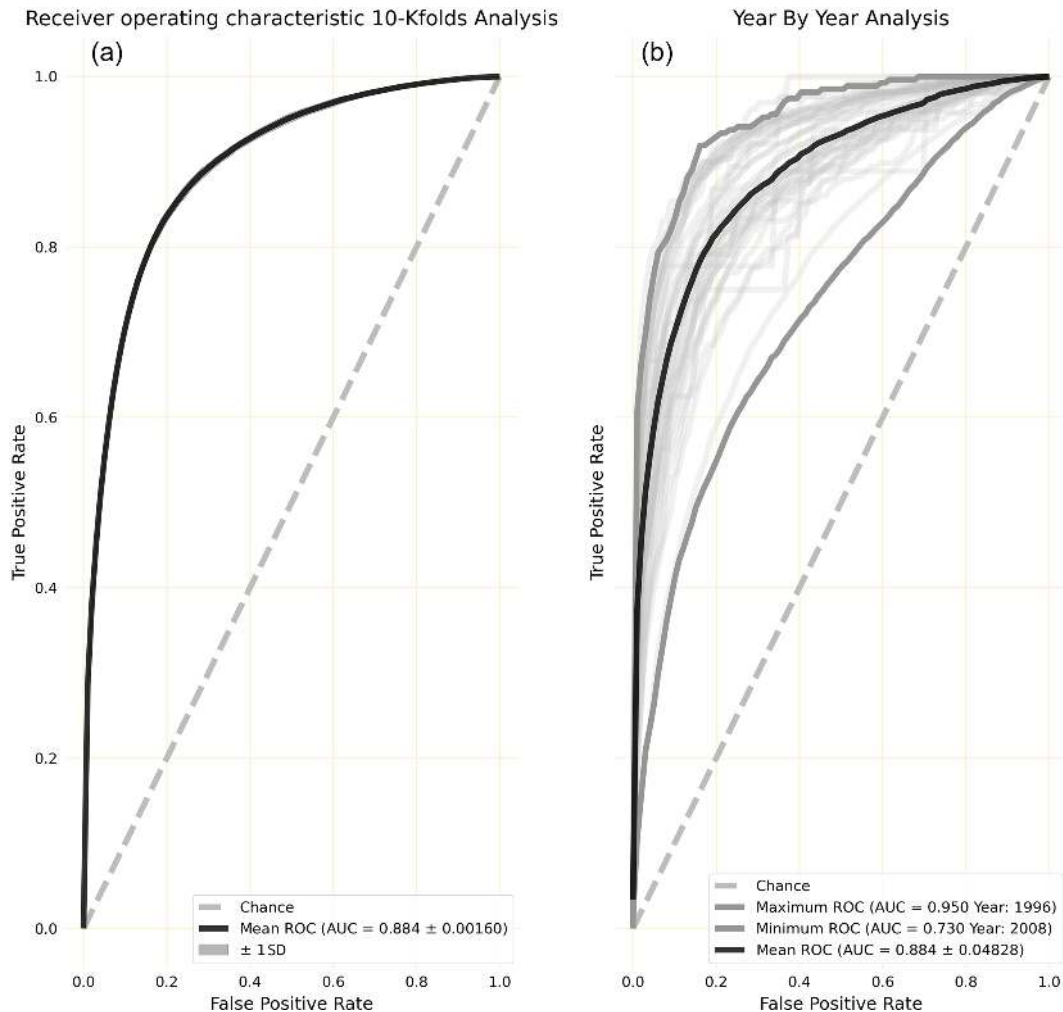 Receiver operating characteristic 10-Kfolds Analysis
(a)
1.0
0.8
0.6
0.4
0.2
0.0
True Positive Rate
Chance
Mean ROC (AUC = 0.884 ± 0.00160)
± 1SD
0.0 0.2 0.4 0.6 0.8 1.0
False Positive Rate
Year By Year Analysis
(b)
True Positive Rate
Chance
Maximum ROC (AUC = 0.950 Year: 1996)
Minimum ROC (AUC = 0.730 Year: 2008)
Mean ROC (AUC = 0.884 ± 0.04828)
0.0 0.2 0.4 0.6 0.8 1.0
False Positive Rate